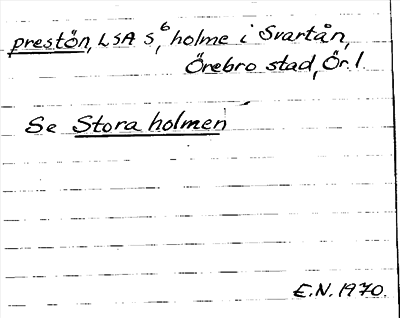 prestön, LSA S⁶, holme i Svartån,
Örebro stad, Ör. l.
Se Stora holmen
E.N. 1970.